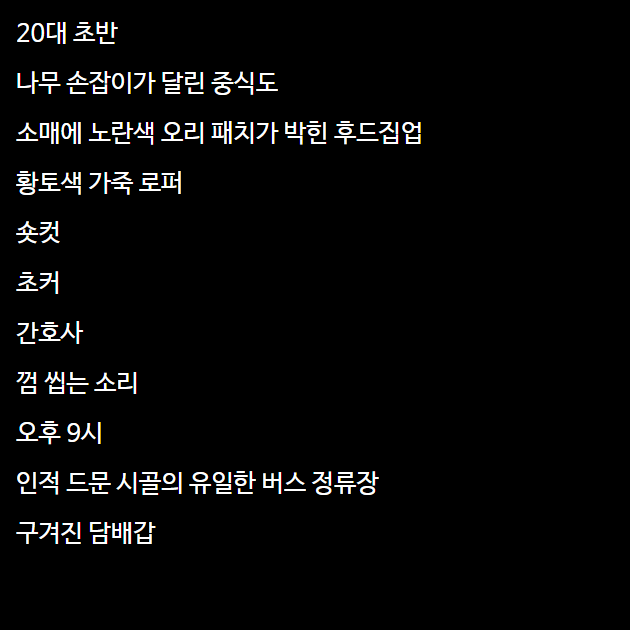 20대 초반
나무 손잡이가 달린 중식도
소매에 노란색 오리 패치가 박힌 후드집업
황토색 가죽 로퍼
숏컷
초커
간호사
껌 씹는 소리
오후 9시
인적 드문 시골의 유일한 버스 정류장
구겨진 담배갑